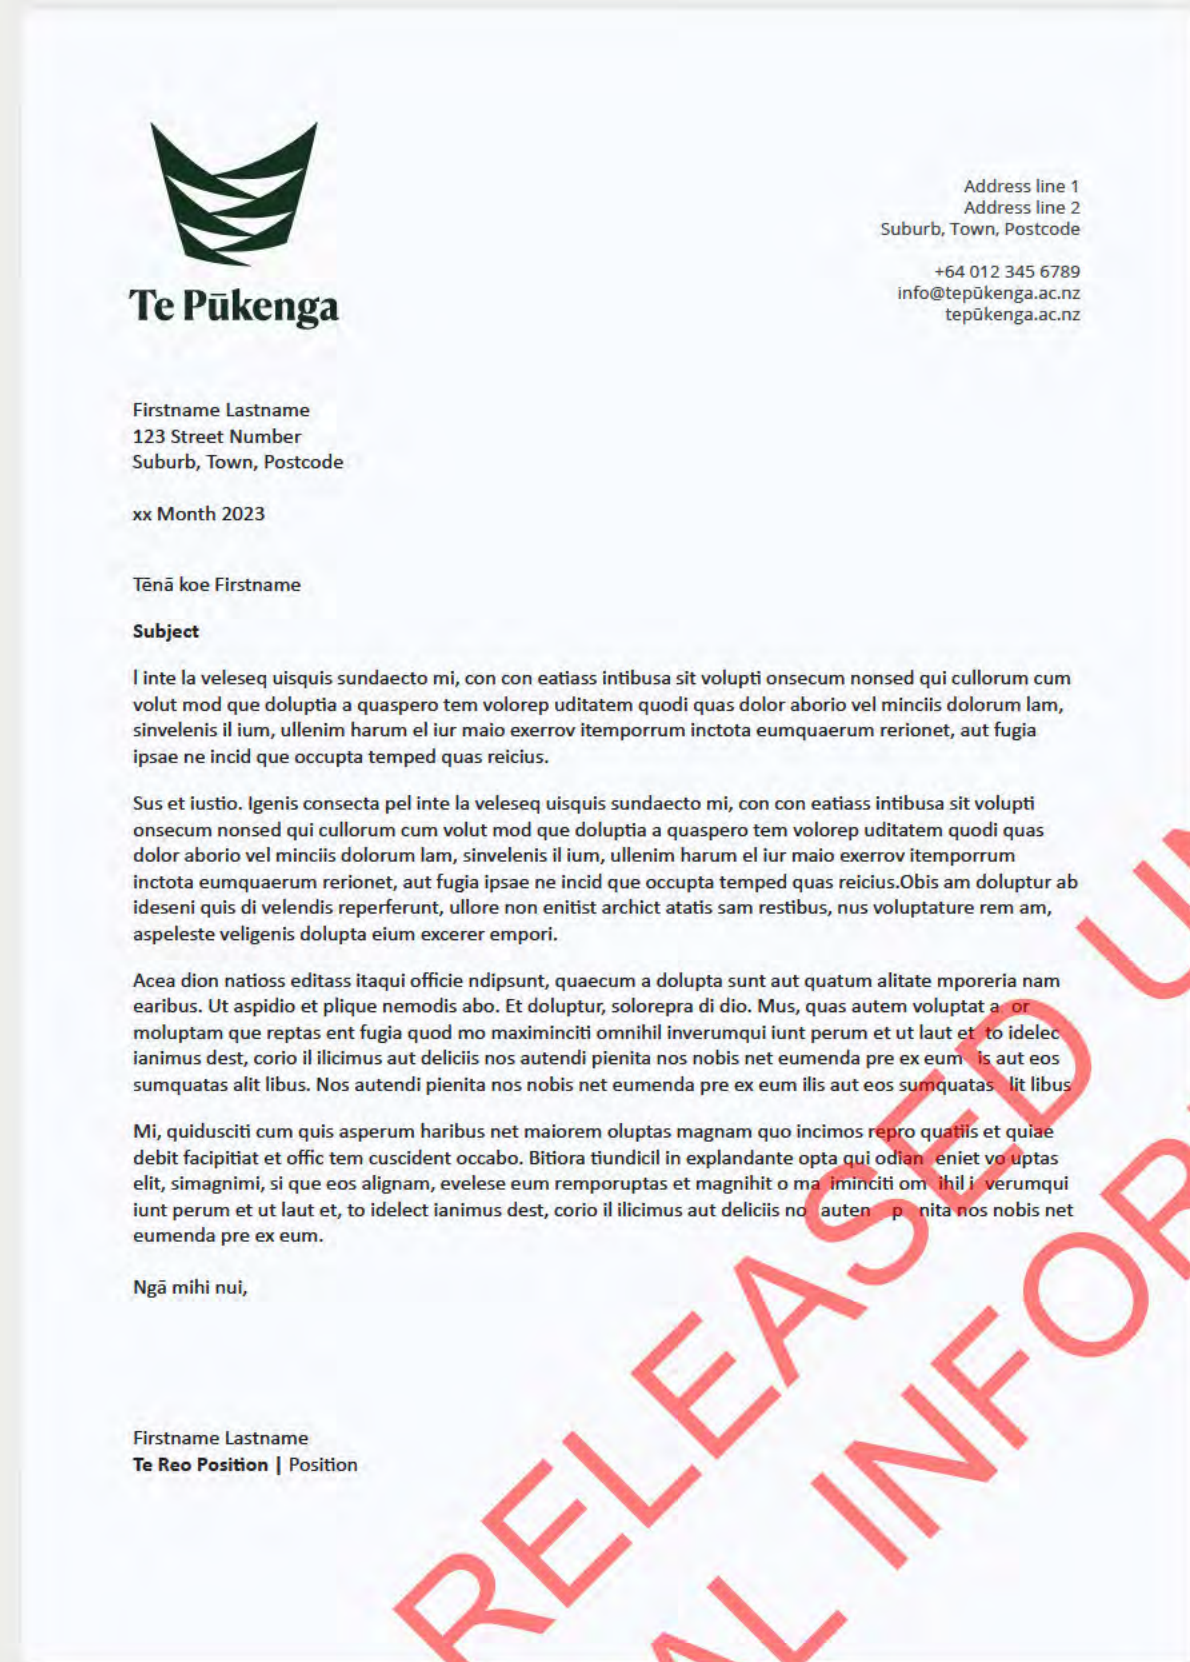 Te Pūkenga
Address line 1
Address line 2
Suburb, Town, Postcode
+64 012 345 6789
info@tepūkenga.ac.nz
tepūkenga.ac.nz
Firstname Lastname
123 Street Number
Suburb, Town, Postcode
xx Month 2023
Tēnā koe Firstname
Subject
l inte la veleseq uisquis sundaecto mi, con con eatiass intibusa sit volupti onsecum nonsed qui cullorum cum
volut mod que doluptia a quaspero tem volorep uditatem quodi quas dolor aborio vel minciis dolorum lam,
sinvelenis il ium, ullenim harum el iur maio exerrov itemporrum inctota eumquaerum rerionet, aut fugia
ipsae ne incid que occupta temped quas reicius.
Sus et iustio. Igenis consecta pel inte la veleseq uisquis sundaecto mi, con con eatiass intibusa sit volupti
onsecum nonsed qui cullorum cum volut mod que doluptia a quaspero tem volorep uditatem quodi quas
dolor aborio vel minciis dolorum lam, sinvelenis il ium, ullenim harum el iur maio exerrov itemporrum
inctota eumquaerum rerionet, aut fugia ipsae ne incid que occupta temped quas reicius.Obis am doluptur ab
ideseni quis di velendis reperferunt, ullore non enitist archict atatis sam restibus, nus voluptature rem am,
aspeleste veligenis dolupta eium excerer empori.
Acea dion natioss editass itaqui officie ndipsunt, quaecum a dolupta sunt aut quatum alitate mporeria nam
earibus. Ut aspidio et plique nemodis abo. Et doluptur, solorepra di dio. Mus, quas autem voluptat a or
moluptam que reptas ent fugia quod mo maximinciti omnihil inverumqui iunt perum et ut laut et to idelec
ianimus dest, corio il ilicimus aut deliciis nos autendi pienita nos nobis net eumenda pre ex eum is aut eos
sumquatas alit libus. Nos autendi pienita nos nobis net eumenda pre ex eum ilis aut eos sumquatas lit libus
Mi, quidusciti cum quis asperum haribus net maiorem oluptas magnam quo incimos repro quatiis et quiae
debit facipitiat et offic tem cuscident occabo. Bitiora tiundicil in explandante opta qui odian eniet vo uptas
elit, simagnimi, si que eos alignam, evelese eum remporuptas et magnihit o ma iminciti om ihil i verumqui
iunt perum et ut laut et, to idelect ianimus dest, corio il ilicimus aut deliciis no auten p nita nos nobis net
eumenda pre ex eum.
Ngā mihi nui,
Firstname Lastname
Te Reo Position | Position
RELEASED UN
AL INFOR